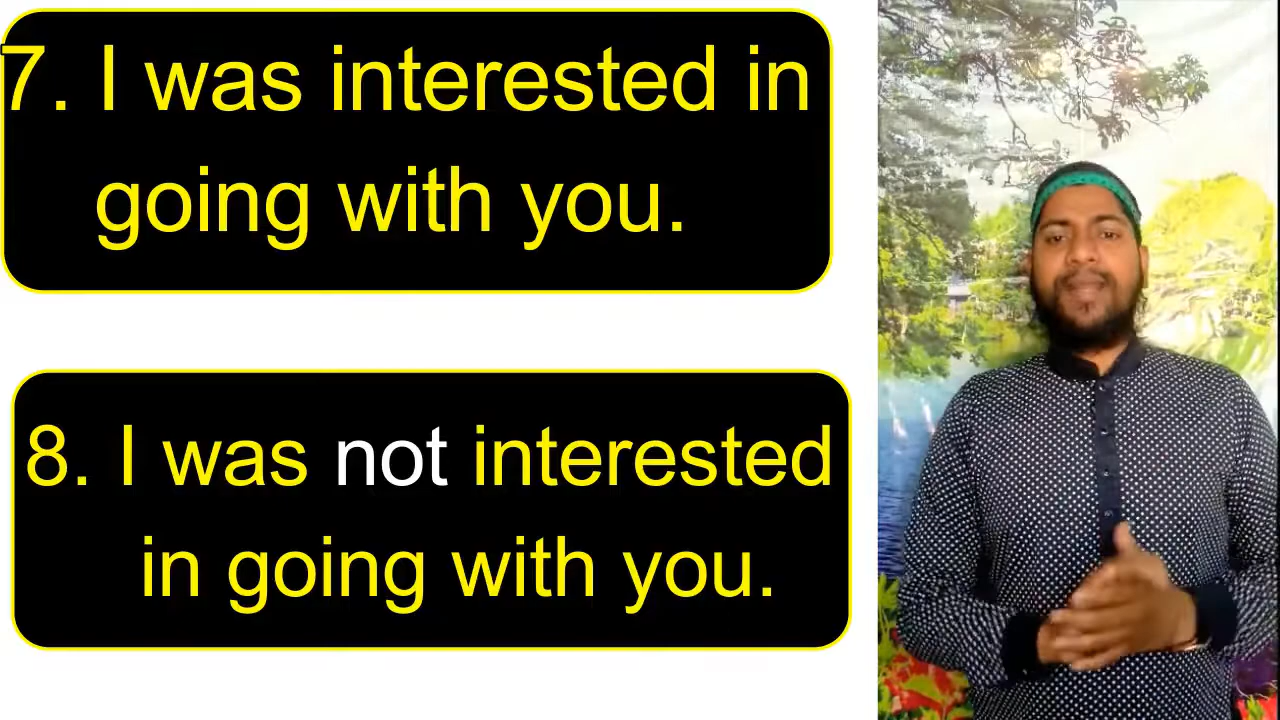 7. I was interested in
going with you.
8. I was not interested
in going with you.